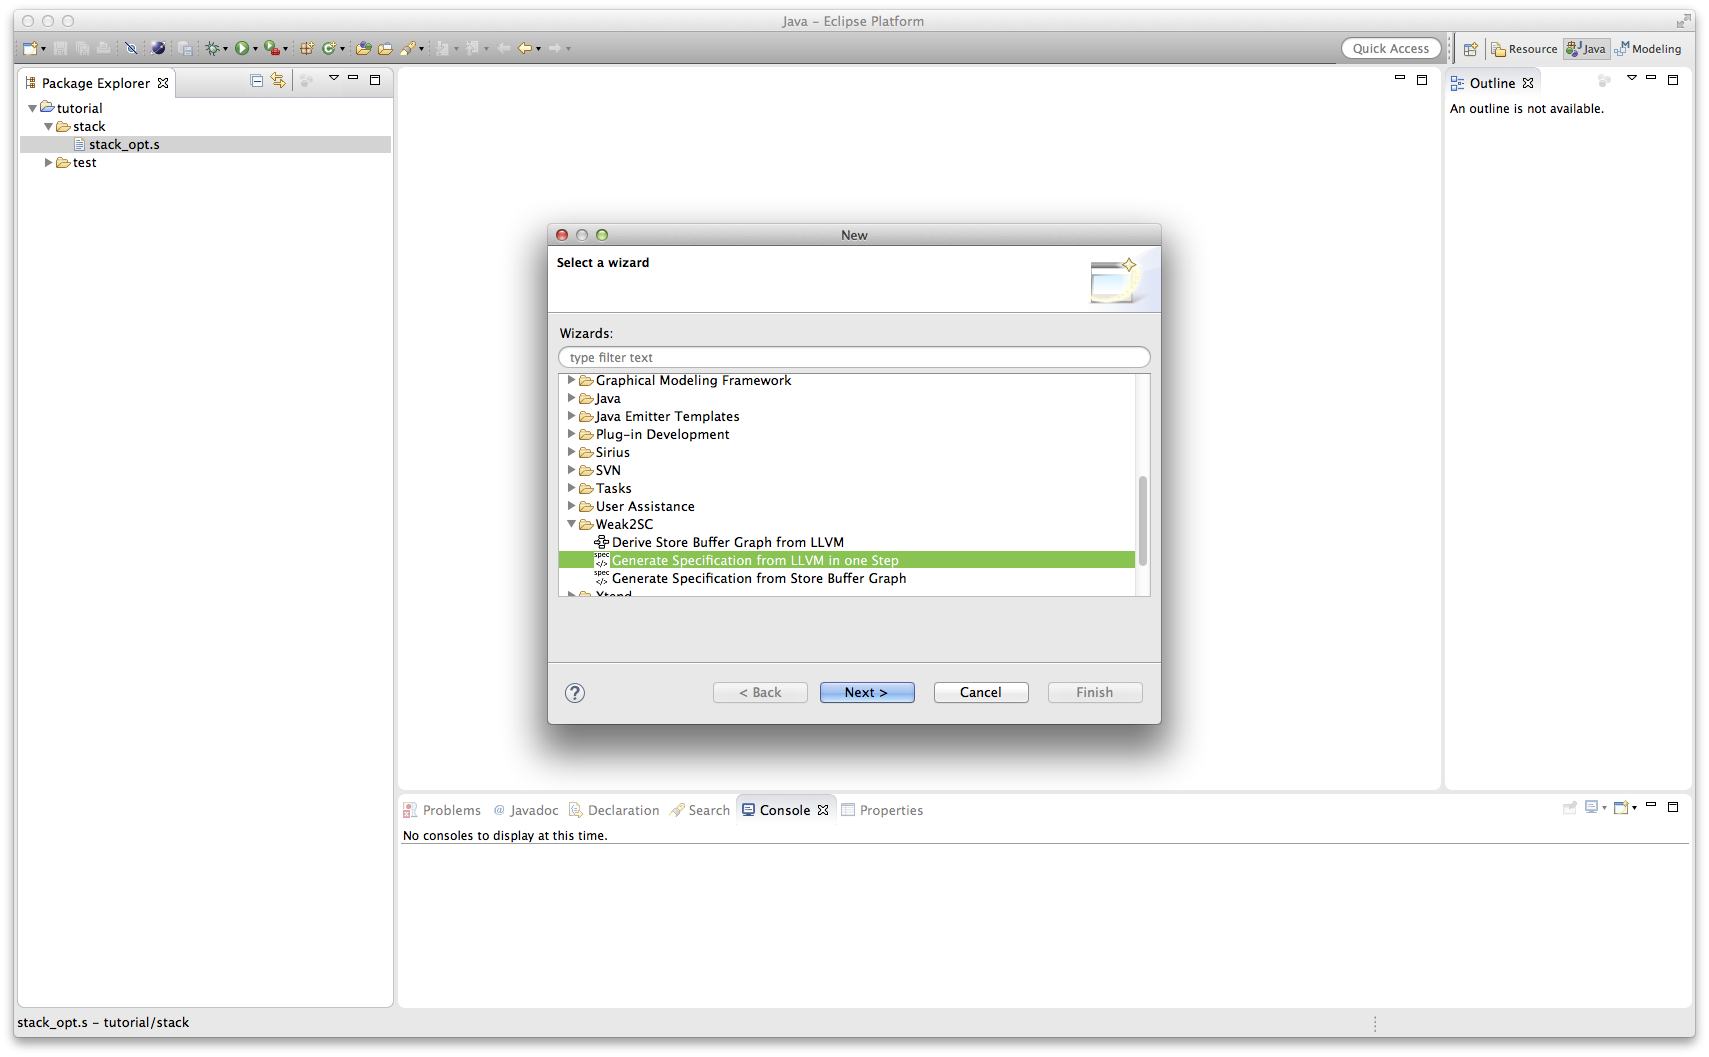 Java – Eclipse Platform
Quick Access
Resource
Java
Modeling
Package Explorer
tutorial
stack
stack_opt.s
test
Outline
An outline is not available.
New
Select a wizard
Wizards:
type filter text
Graphical Modeling Framework
Java
Java Emitter Templates
Plug-in Development
Sirius
SVN
Tasks
User Assistance
Weak2SC
Derive Store Buffer Graph from LLVM
spec
</>
Generate Specification from LLVM in one Step
spec
</>
Generate Specification from Store Buffer Graph
Xtend
?
< Back
Next >
Cancel
Finish
Problems
@ Javadoc
Declaration
Search
Console
Properties
No consoles to display at this time.
stack_opt.s – tutorial/stack